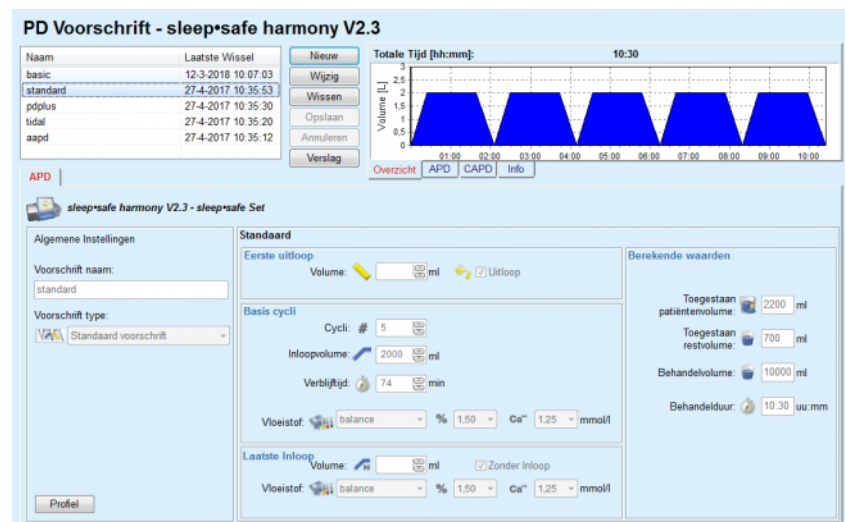 PD Voorschrift - sleep•safe harmony V2.3
Naam Laatste Wissel
basic 12-3-2018 10:07:03
standard 27-4-2017 10:35:53
pdplus 27-4-2017 10:35:30
tidal 27-4-2017 10:35:20
aapd 27-4-2017 10:35:12
Nieuw
Wijzig
Wissen
Opslaan
Annuleren
Verslag
Totale Tijd [hh:mm]: 10:30
Volume [L]
3
2,5
2
1,5
1
0,5
0
01:00 02:00 03:00 04:00 05:00 06:00 07:00 08:00 09:00 10:00
Overzicht APD CAPD Info
APD
sleep•safe harmony V2.3 - sleep•safe Set
Algemene Instellingen
Voorschrift naam:
standard
Voorschrift type:
Standaard voorschrift
Profiel
Standaard
Eerste uitloop
Volume: ml Uitloop
Basis cycli
Cycli: # 5
Inloopvolume: 2000 ml
Verblijftijd: 74 min
Vloeistof: balance % 1,50 Ca⁺⁺ 1,25 mmol/l
Laatste Inloop
Volume: ml Zonder Inloop
Vloeistof: balance % 1,50 Ca⁺⁺ 1,25 mmol/l
Berekende waarden
Toegestaan
patiëntenvolume: 2200 ml
Toegestaan
restvolume: 700 ml
Behandelvolume: 10000 ml
Behandelduur: 10:30 uu:mm